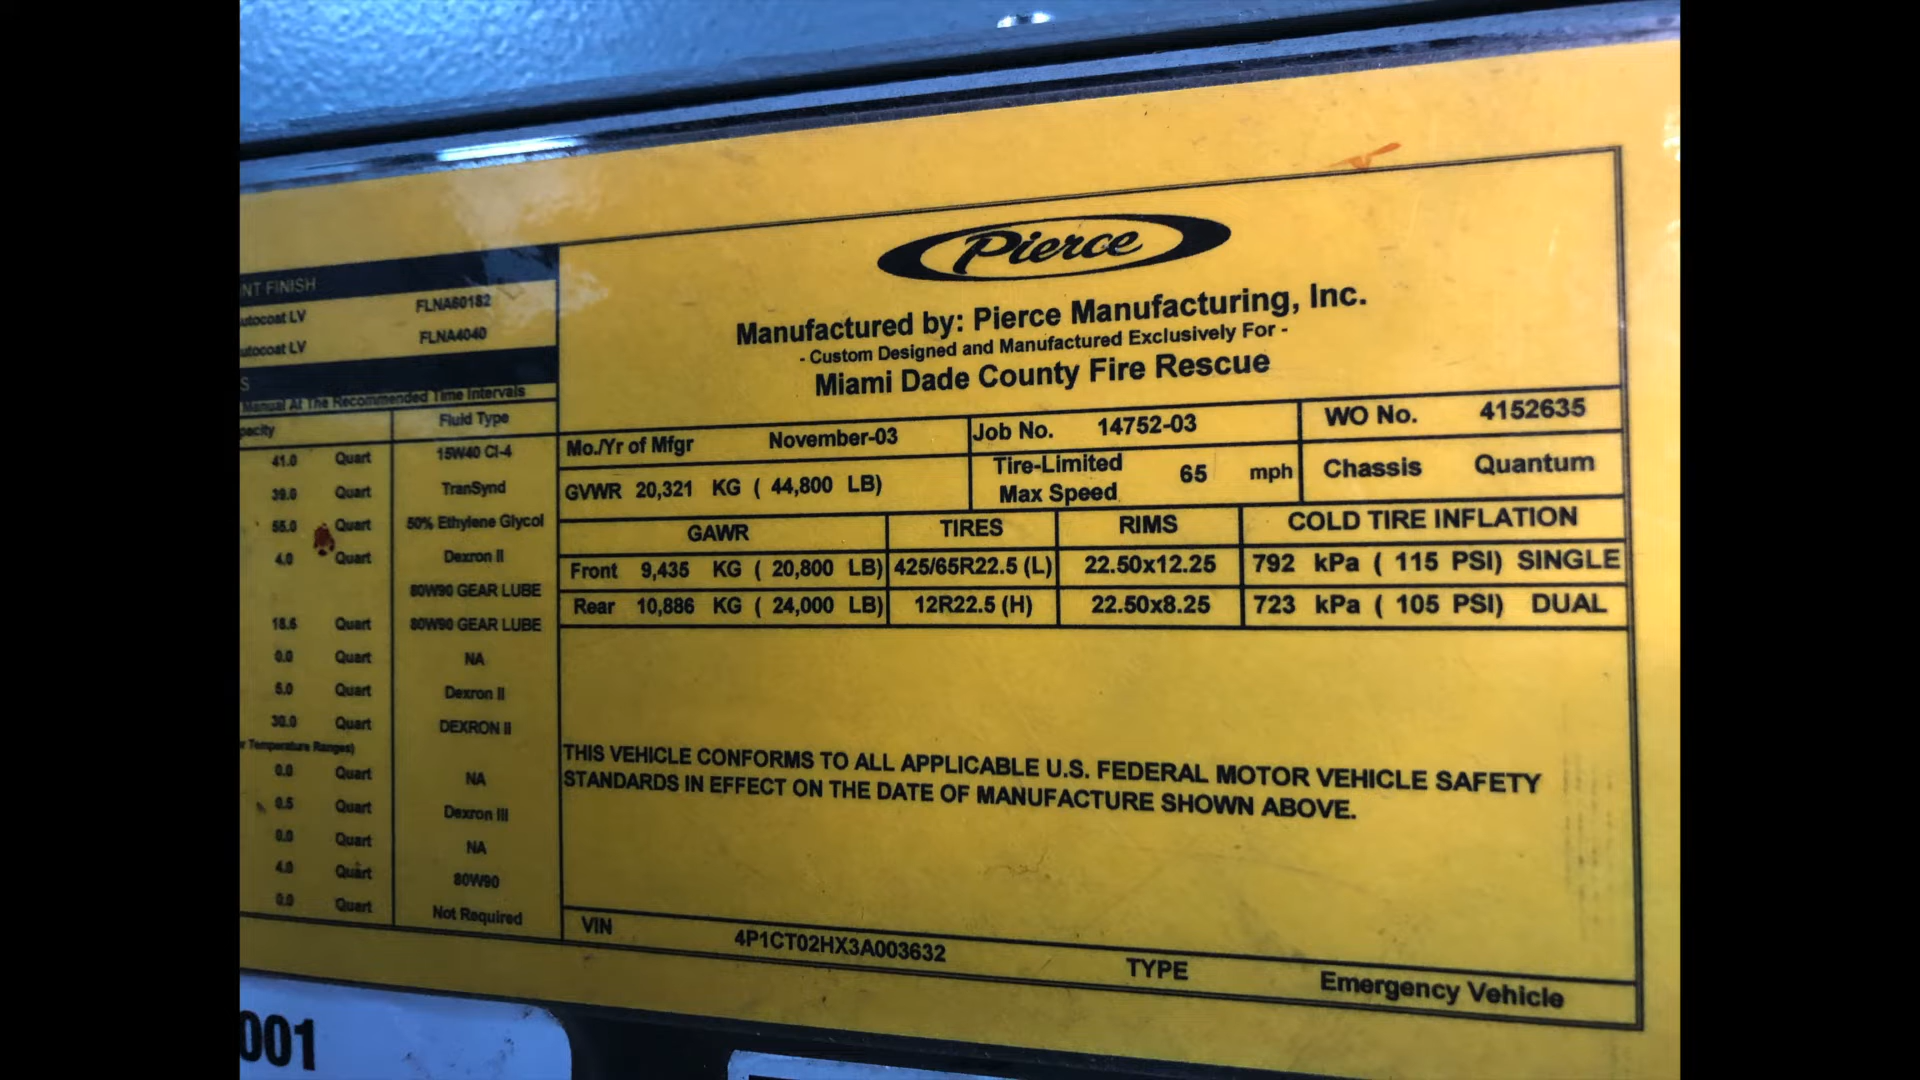 NT FINISH
utocoat LV FLNA60182
utocoat LV FLNA4040
S
Manual At The Recommended Time Intervals
pacity Fluid Type
41.0 Quart 15W40 CI-4
39.0 Quart TranSynd
55.0 Quart 50% Ethylene Glycol
4.0 Quart Dexron II
80W90 GEAR LUBE
18.5 Quart 80W90 GEAR LUBE
0.0 Quart NA
5.0 Quart Dexron II
30.0 Quart DEXRON II
r Temperature Ranges)
0.0 Quart NA
0.5 Quart Dexron III
0.0 Quart NA
4.0 Quart 80W90
0.0 Quart Not Required
Pierce
Manufactured by: Pierce Manufacturing, Inc.
- Custom Designed and Manufactured Exclusively For -
Miami Dade County Fire Rescue
Mo./Yr of Mfgr November-03 Job No. 14752-03 WO No. 4152635
GVWR 20,321 KG ( 44,800 LB) Tire-Limited Max Speed 65 mph Chassis Quantum
GAWR TIRES RIMS COLD TIRE INFLATION
Front 9,435 KG ( 20,800 LB) 425/65R22.5 (L) 22.50x12.25 792 kPa ( 115 PSI) SINGLE
Rear 10,886 KG ( 24,000 LB) 12R22.5 (H) 22.50x8.25 723 kPa ( 105 PSI) DUAL
THIS VEHICLE CONFORMS TO ALL APPLICABLE U.S. FEDERAL MOTOR VEHICLE SAFETY
STANDARDS IN EFFECT ON THE DATE OF MANUFACTURE SHOWN ABOVE.
VIN 4P1CT02HX3A003632 TYPE Emergency Vehicle
001